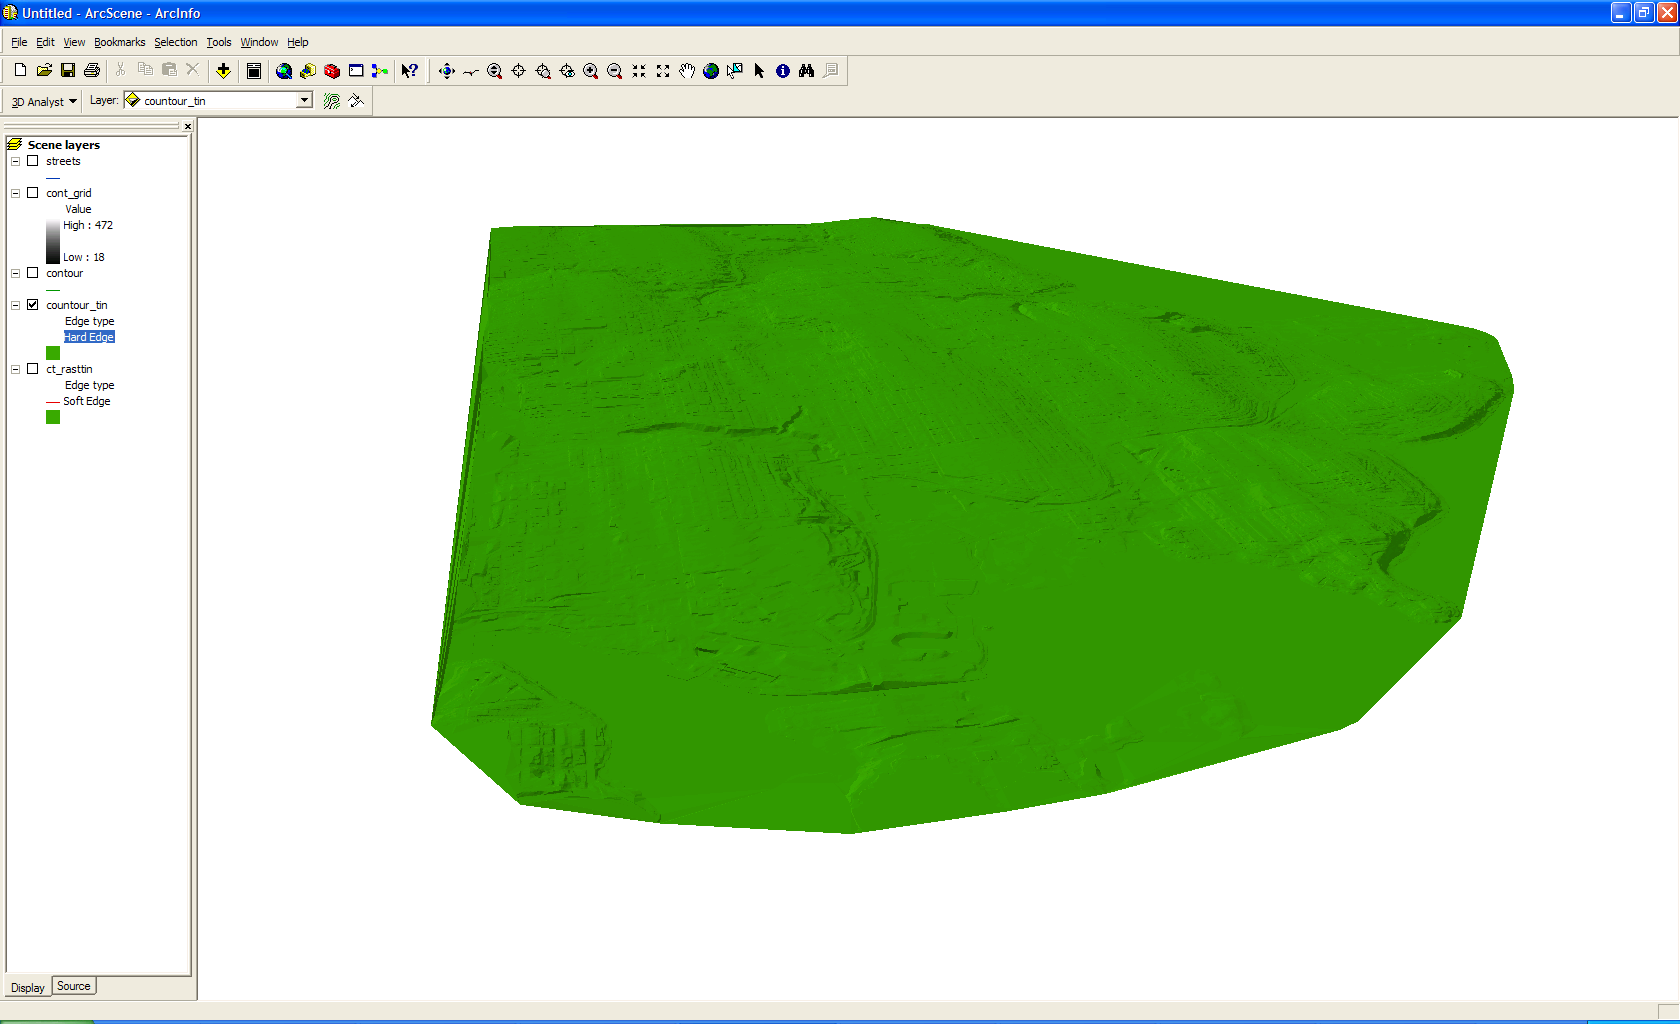 Untitled - ArcScene - ArcInfo
File Edit View Bookmarks Selection Tools Window Help
3D Analyst Layer: countour_tin
Scene layers
streets
cont_grid
Value
High : 472
Low : 18
contour
countour_tin
Edge type
Hard Edge
ct_rasttin
Edge type
Soft Edge
Display Source